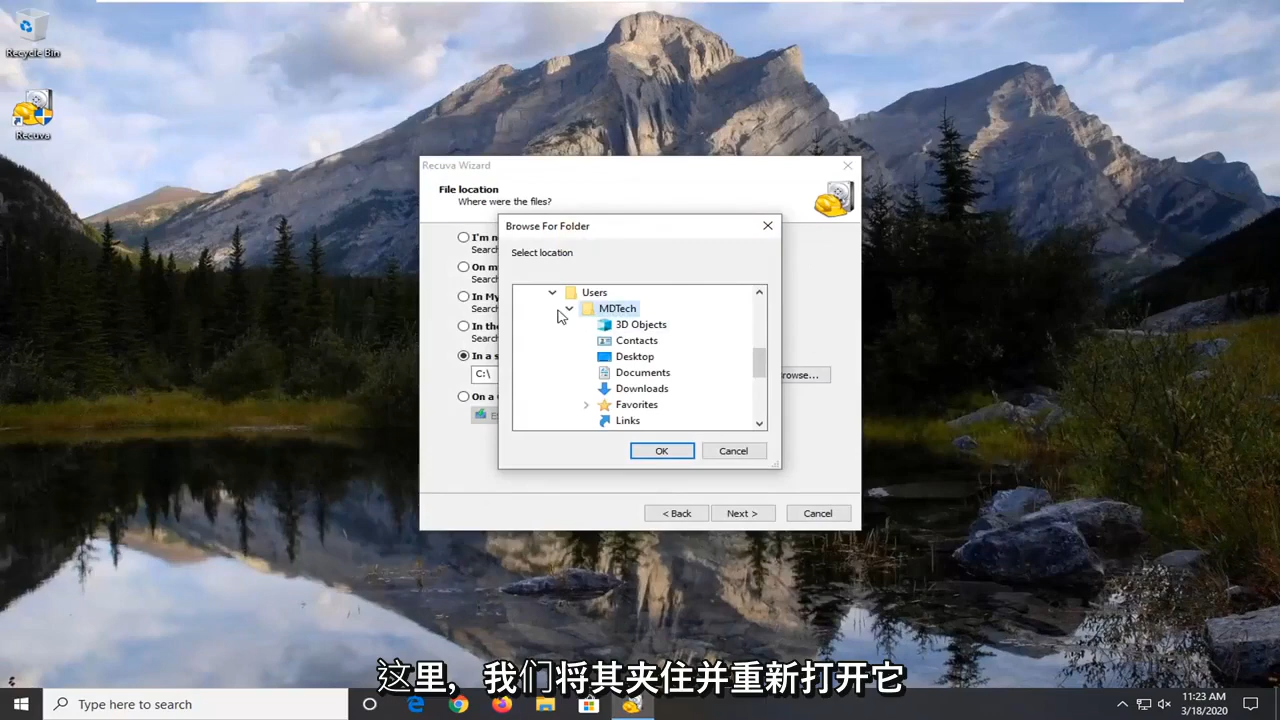 Recycle Bin
Recuva
Recuva Wizard
File location
Where were the files?
Browse For Folder
Select location
I'm n
Search
On m
Search
In My
Search
In the
Search
In a s
C:\
rowse...
On a
Users
MDTech
3D Objects
Contacts
Desktop
Documents
Downloads
Favorites
Links
OK
Cancel
< Back
Next >
Cancel
这里，我们将其夹住并重新打开它
Type here to search
11:23 AM
3/18/2020